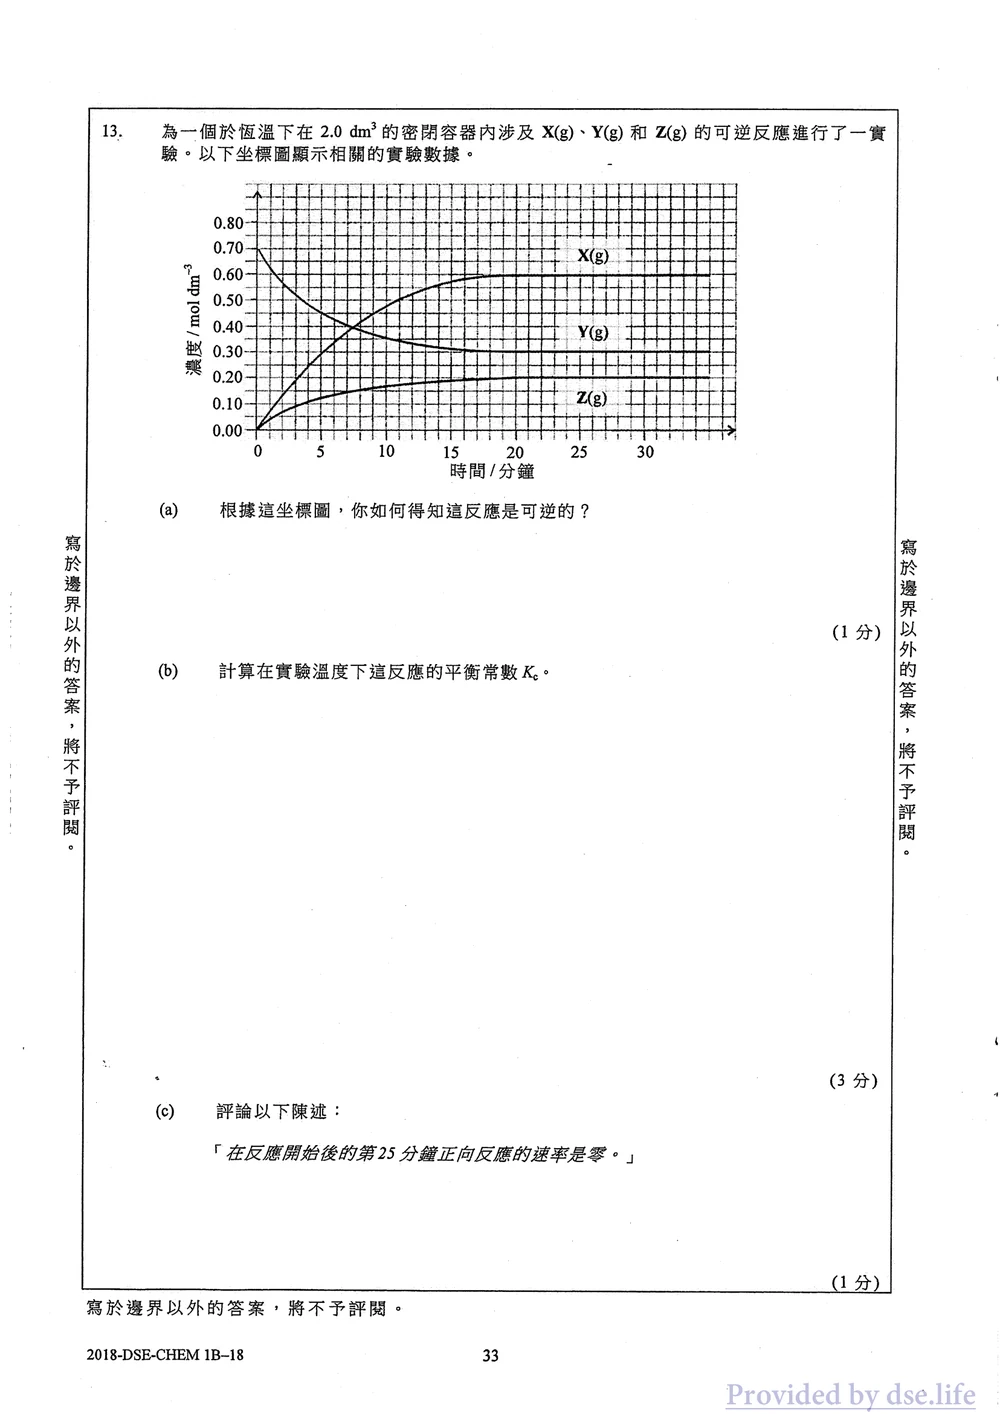 13. 為一個於恆溫下在 2.0 dm³ 的密閉容器內涉及 X(g)、Y(g) 和 Z(g) 的可逆反應進行了一實
驗。以下坐標圖顯示相關的實驗數據。
濃度 / mol dm⁻³
0.80
0.70
0.60
0.50
0.40
0.30
0.20
0.10
0.00
X(g)
Y(g)
Z(g)
0 5 10 15 20 25 30
時間 / 分鐘
(a) 根據這坐標圖,你如何得知這反應是可逆的?
(1 分)
(b) 計算在實驗溫度下這反應的平衡常數 Kc。
(3 分)
(c) 評論以下陳述:
「在反應開始後的第 25 分鐘正向反應的速率是零。」
(1 分)
寫於邊界以外的答案,將不予評閱。
寫於邊界以外的答案,將不予評閱。
寫於邊界以外的答案,將不予評閱。
2018-DSE-CHEM 1B–18
33
Provided by dse.life